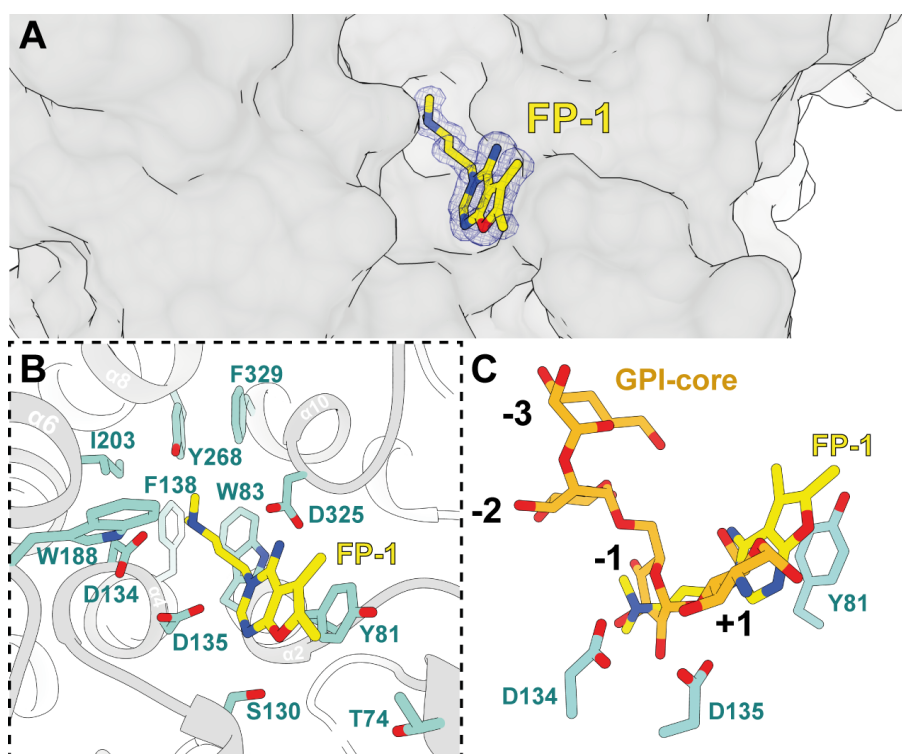 A
FP-1
B
α8
F329
α10
α6
I203
Y268
F138
W83
D325
W188
FP-1
D134
D135
Y81
α2
S130
T74
C
GPI-core
-3
FP-1
-2
-1
Y81
+1
D134
D135